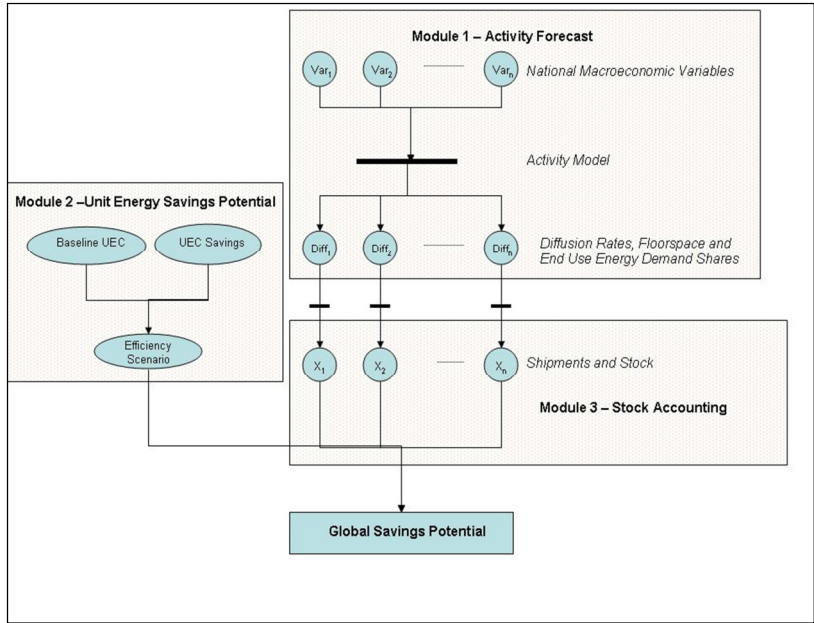 Module 1 – Activity Forecast
Var1 Var2 Varn National Macroeconomic Variables
Activity Model
Module 2 –Unit Energy Savings Potential
Baseline UEC UEC Savings
Diff1 Diff2 Diffn Diffusion Rates, Floorspace and
End Use Energy Demand Shares
Efficiency
Scenario
X1 X2 Xn Shipments and Stock
Module 3 – Stock Accounting
Global Savings Potential